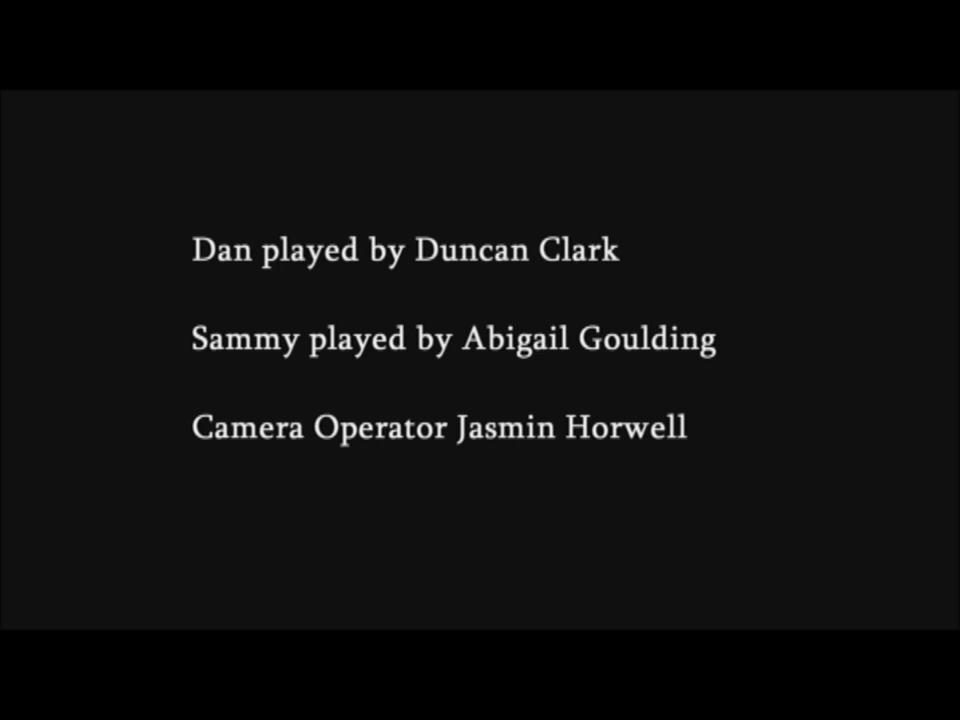 Dan played by Duncan Clark
Sammy played by Abigail Goulding
Camera Operator Jasmin Horwell